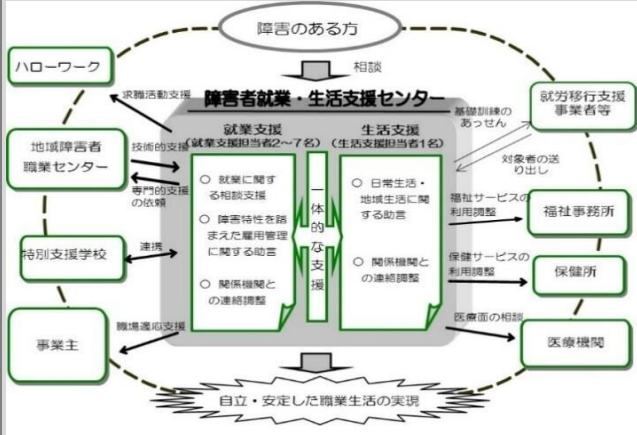 障害のある方
相談
ハローワーク
求職活動支援
障害者就業・生活支援センター
基礎訓練の
あっせん
就労移行支援
事業者等
対象者の送
り出し
就業支援
(就業支援担当者2~7名)
生活支援
(生活支援担当者1名)
地域障害者
職業センター
技術的支援
専門的支援
の依頼
○ 就業に関す
る相談支援
○ 障害特性を踏
まえた雇用管理
に関する助言
○ 関係機関と
の連絡調整
一体的な支援
○ 日常生活・
地域生活に関
する助言
○ 関係機関と
の連絡調整
福祉サービスの
利用調整
福祉事務所
特別支援学校
連携
保健サービスの
利用調整
保健所
事業主
職場適応支援
医療面の相談
医療機関
自立・安定した職業生活の実現